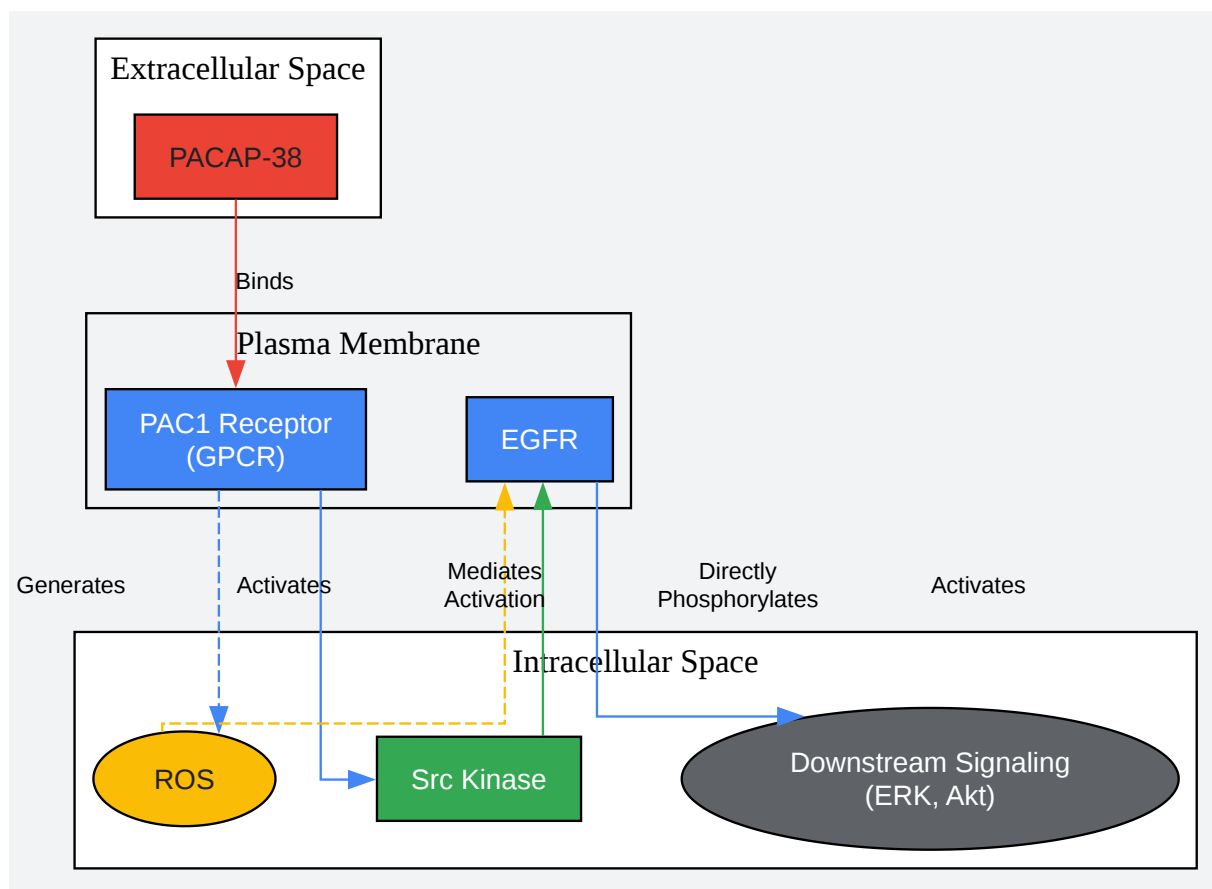 Extracellular Space
PACAP-38
Binds
Plasma Membrane
PAC1 Receptor
(GPCR)
EGFR
Generates
Activates
Mediates
Activation
Directly
Phosphorylates
Activates
Intracellular Space
ROS
Src Kinase
Downstream Signaling
(ERK, Akt)